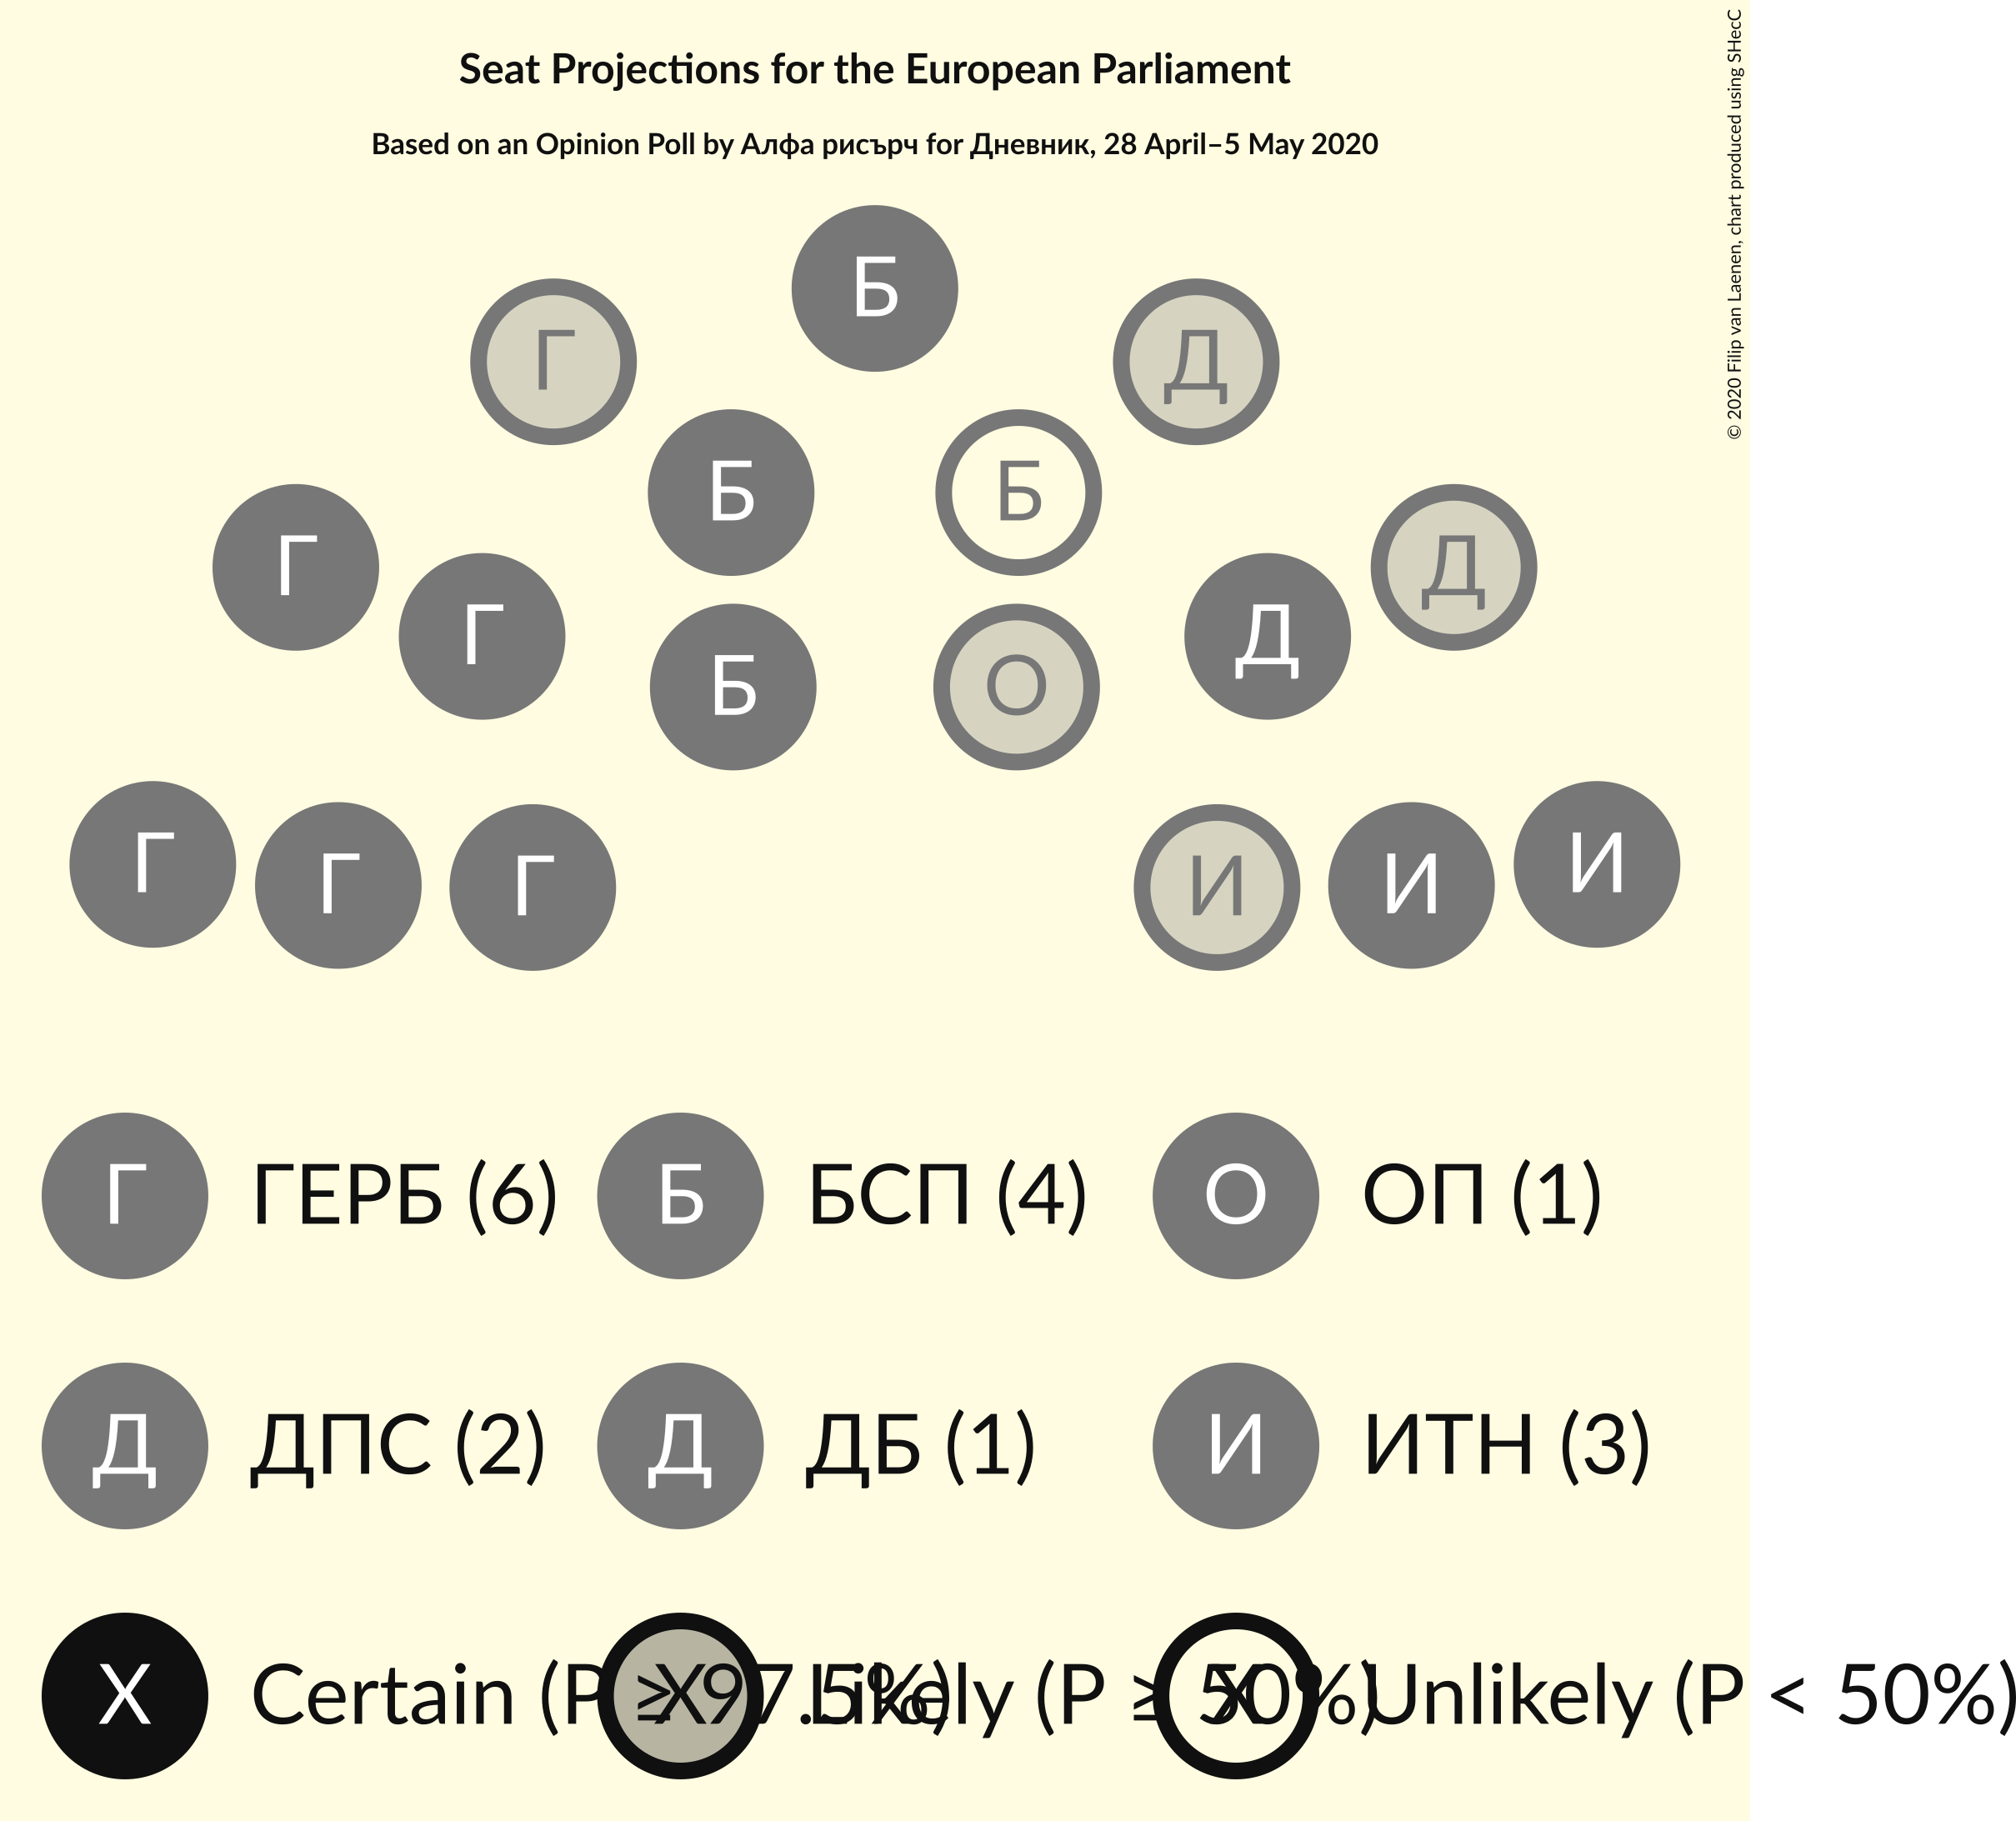 Seat Projections for the European Parliament
Based on an Opinion Poll by Алфа рисърч for Дневник, 28 April–5 May 2020
© 2020 Filip van Laenen, chart produced using SHecC
Б
Г Д
Б Б
Г Д
Г Д
Б О
Г И
Г И
Г И
Г ГЕРБ (6) Б БСП (4) О ОП (1)
Д ДПС (2) Д ДБ (1) И ИТН (3)
X Certain (P ≥ 97.5%) X Likely (P ≥ 50%) X Unlikely (P < 50%)